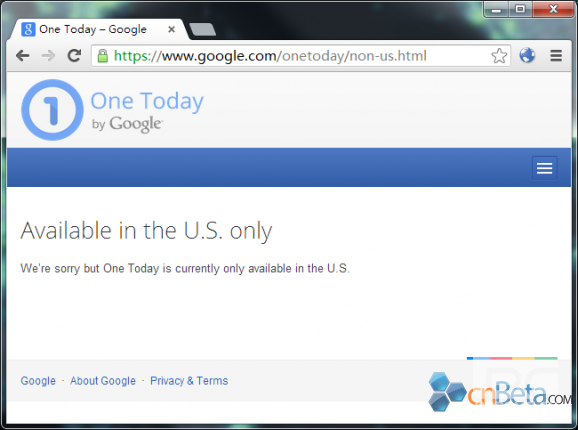 One Today – Google
https://www.google.com/onetoday/non-us.html
1 One Today
by Google
Available in the U.S. only
We're sorry but One Today is currently only available in the U.S.
Google · About Google · Privacy & Terms
cnBeta.COM